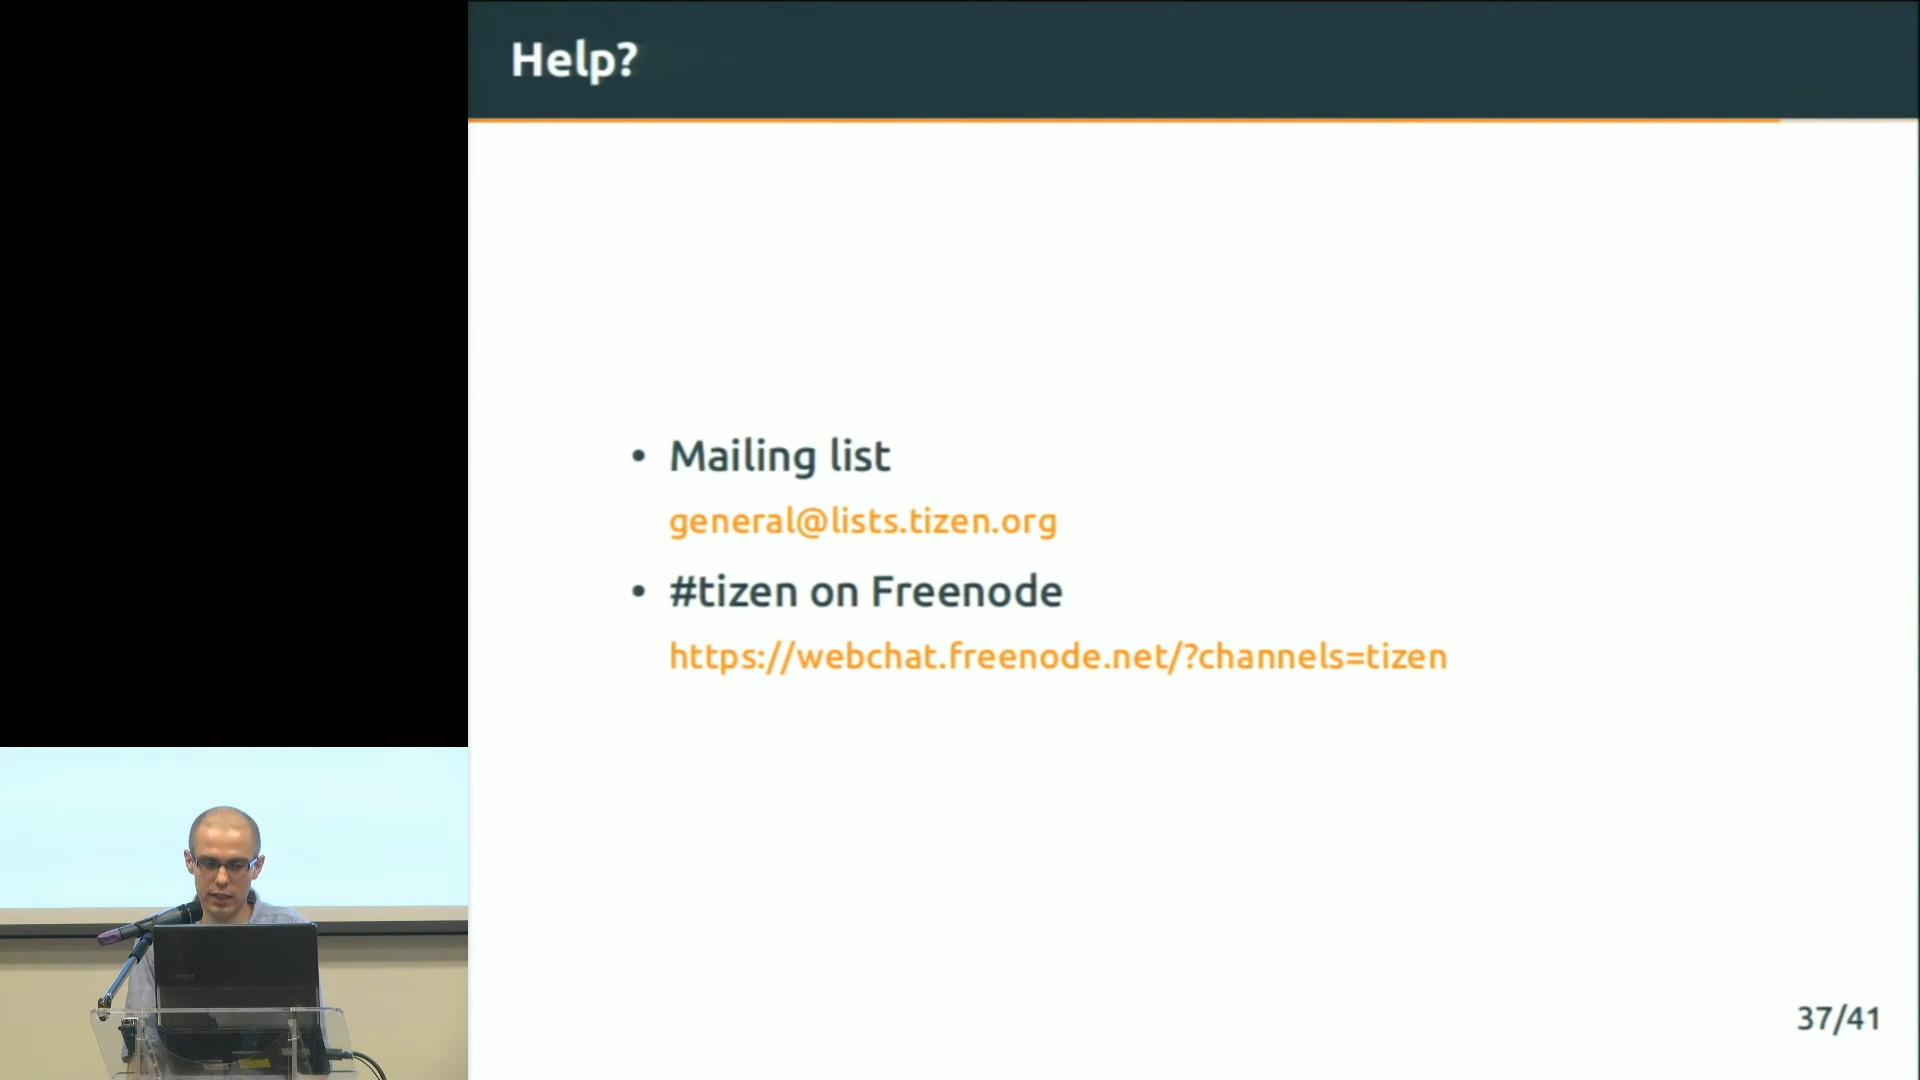 Help?
• Mailing list
general@lists.tizen.org
• #tizen on Freenode
https://webchat.freenode.net/?channels=tizen
37/41